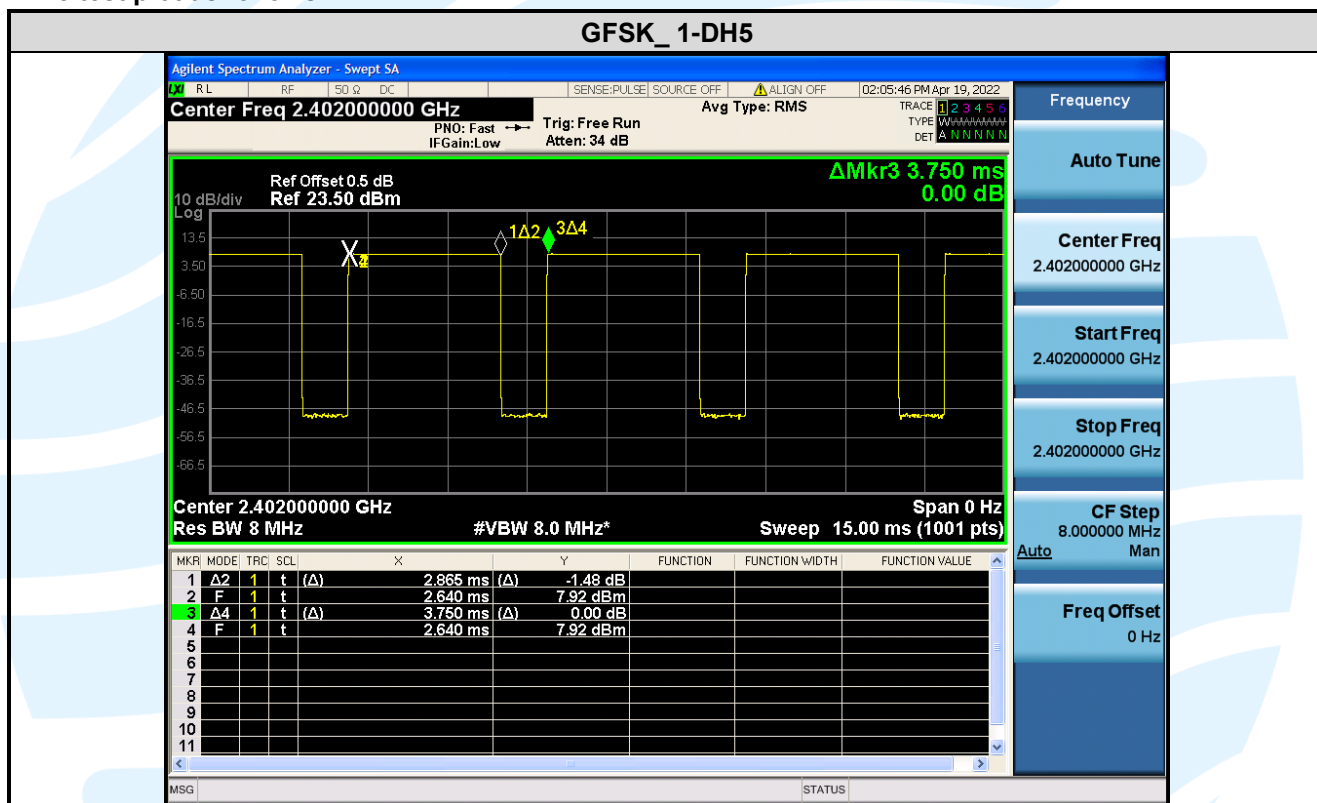 GFSK_ 1-DH5
Agilent Spectrum Analyzer - Swept SA
LXI RL RF 50 Ω DC SENSE:PULSE SOURCE OFF ALIGN OFF 02:05:46 PM Apr 19, 2022
Center Freq 2.402000000 GHz
PNO: Fast
IFGain:Low
Trig: Free Run
Atten: 34 dB
Avg Type: RMS
TRACE 1 2 3 4 5 6
TYPE
DET A N N N N N
ΔMkr3 3.750 ms
0.00 dB
Ref Offset 0.5 dB
10 dB/div Ref 23.50 dBm
Log
13.5
3.50
-6.50
-16.5
-26.5
-36.5
-46.5
-56.5
-66.5
1Δ2
3Δ4
Center 2.402000000 GHz Span 0 Hz
Res BW 8 MHz #VBW 8.0 MHz* Sweep 15.00 ms (1001 pts)
MKR MODE TRC SCL X Y FUNCTION FUNCTION WIDTH FUNCTION VALUE
1 Δ2 1 t (Δ) 2.865 ms (Δ) -1.48 dB
2 F 1 t 2.640 ms 7.92 dBm
3 Δ4 1 t (Δ) 3.750 ms (Δ) 0.00 dB
4 F 1 t 2.640 ms 7.92 dBm
5
6
7
8
9
10
11
MSG STATUS
Frequency
Auto Tune
Center Freq
2.402000000 GHz
Start Freq
2.402000000 GHz
Stop Freq
2.402000000 GHz
CF Step
8.000000 MHz
Auto Man
Freq Offset
0 Hz